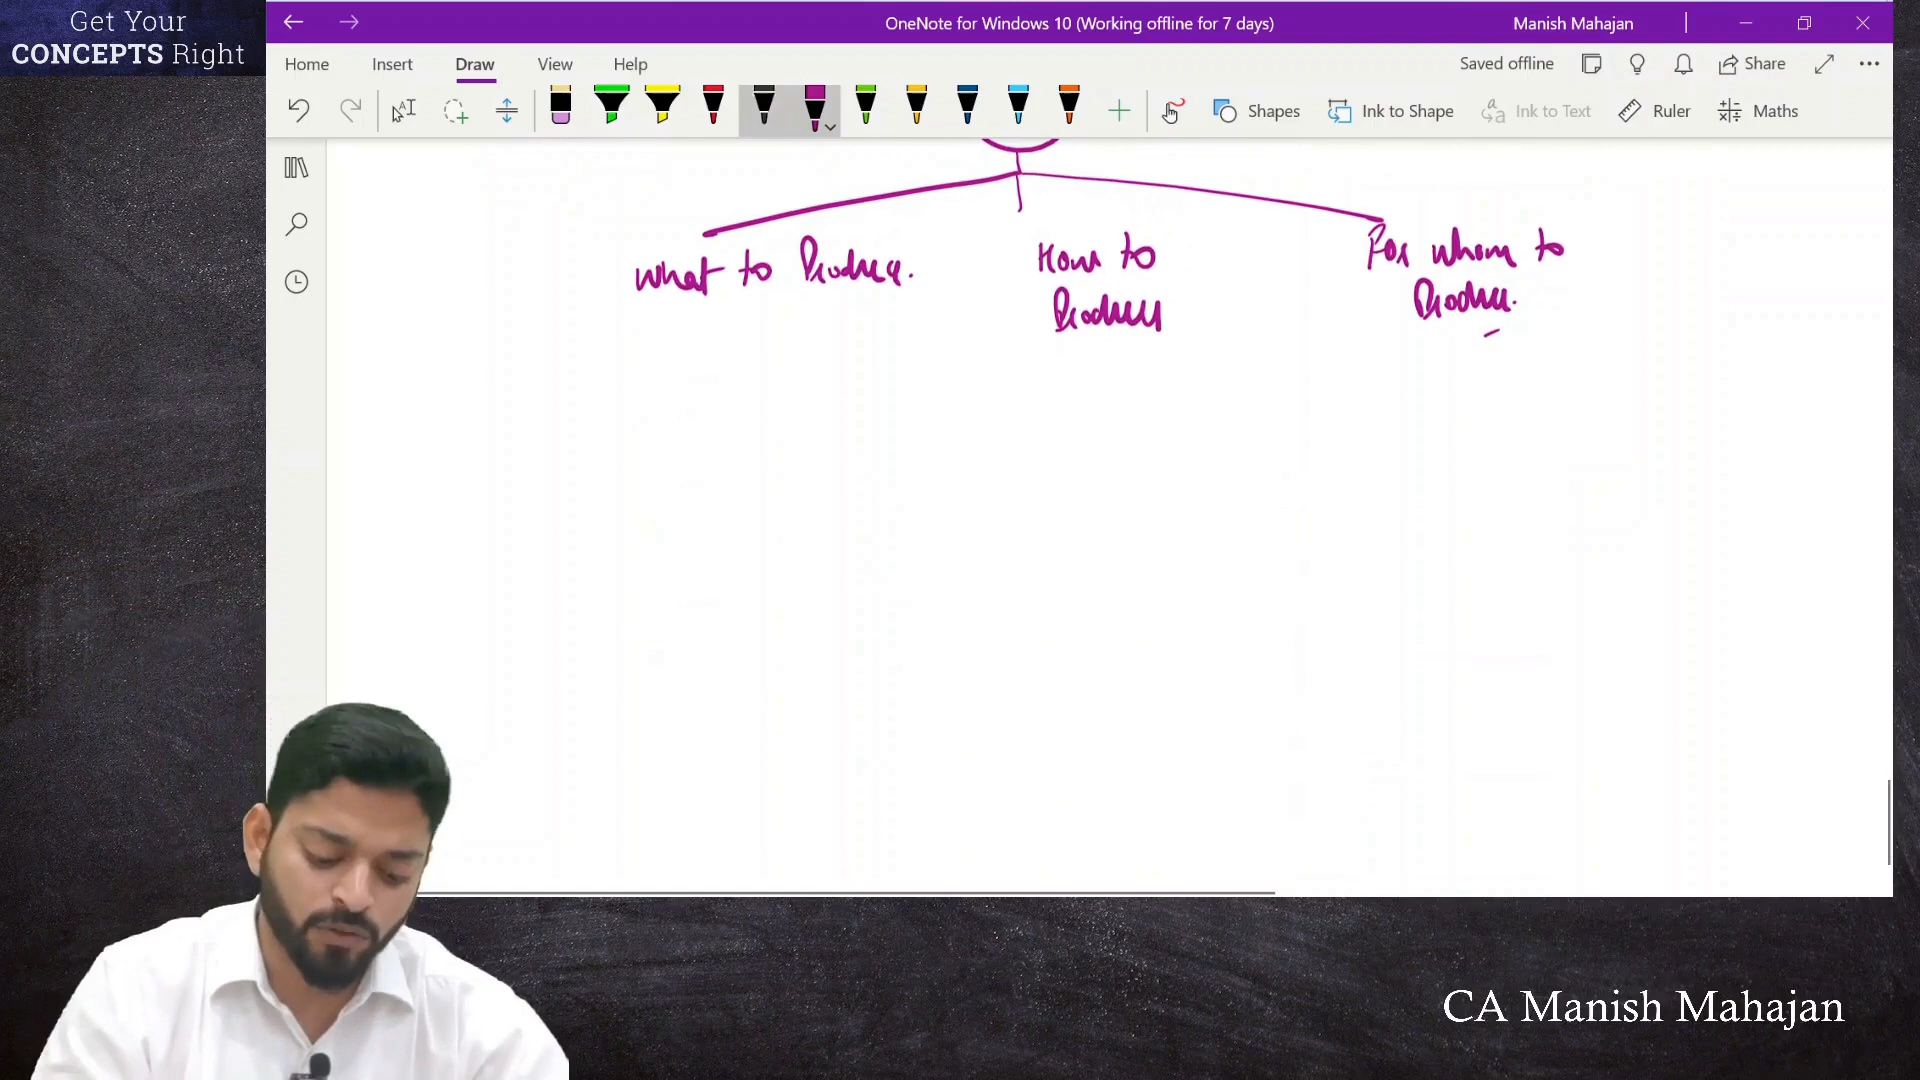 Get Your
CONCEPTS Right
OneNote for Windows 10 (Working offline for 7 days)
Manish Mahajan
Home Insert Draw View Help
Saved offline
Share
Shapes
Ink to Shape
Ink to Text
Ruler
Maths
What to Produce.
How to
Produce
For whom to
Produce.
CA Manish Mahajan